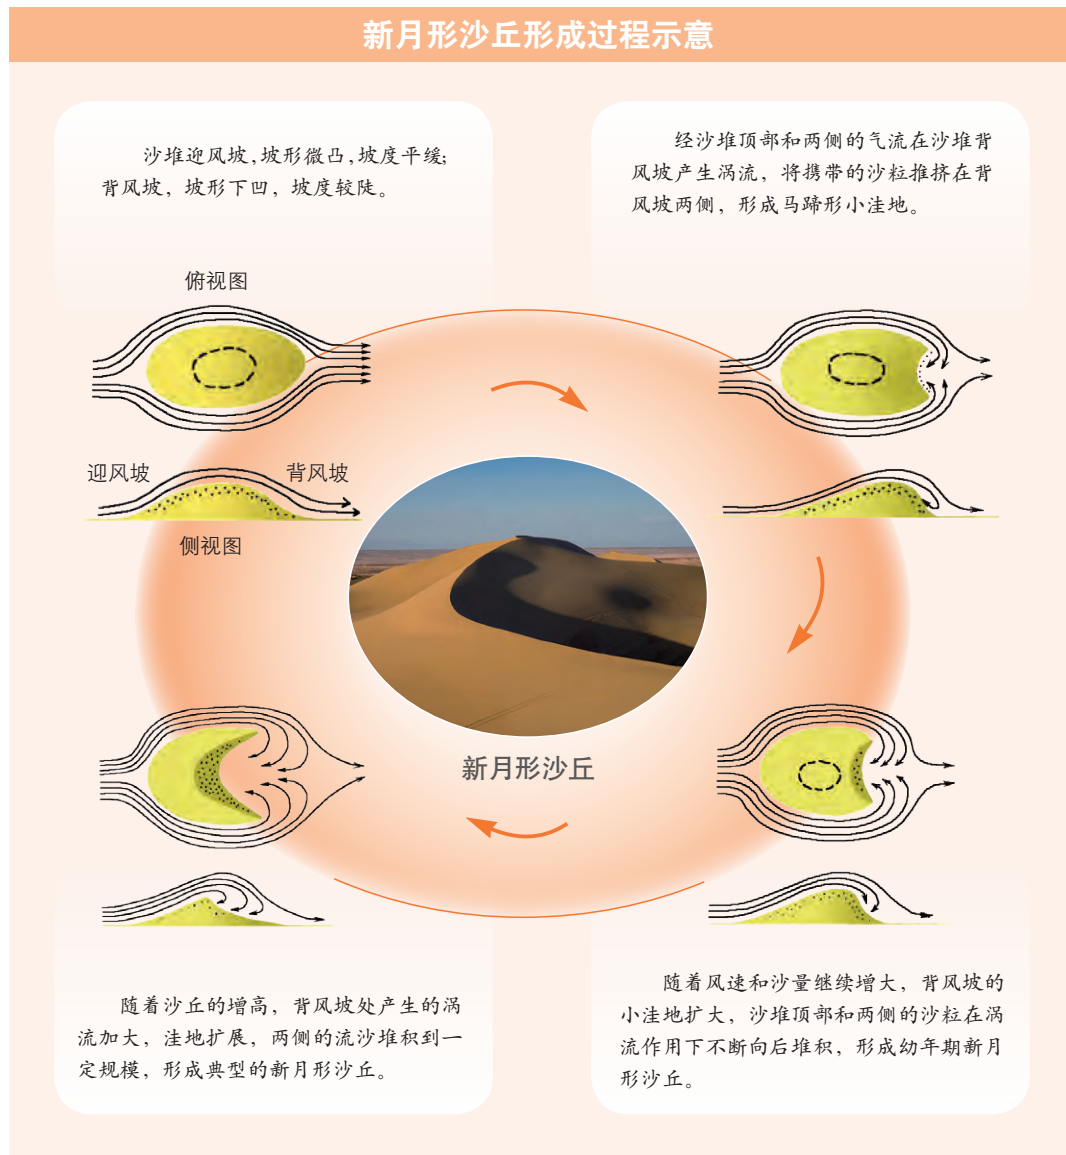 新月形沙丘形成过程示意
沙堆迎风坡,坡形微凸,坡度平缓;
背风坡，坡形下凹，坡度较陡。
经沙堆顶部和两侧的气流在沙堆背
风坡产生涡流，将携带的沙粒推挤在背
风坡两侧，形成马蹄形小洼地。
俯视图
迎风坡
背风坡
侧视图
新月形沙丘
随着沙丘的增高，背风坡处产生的涡
流加大，洼地扩展，两侧的流沙堆积到一
定规模，形成典型的新月形沙丘。
随着风速和沙量继续增大，背风坡的
小洼地扩大，沙堆顶部和两侧的沙粒在涡
流作用下不断向后堆积，形成幼年期新月
形沙丘。